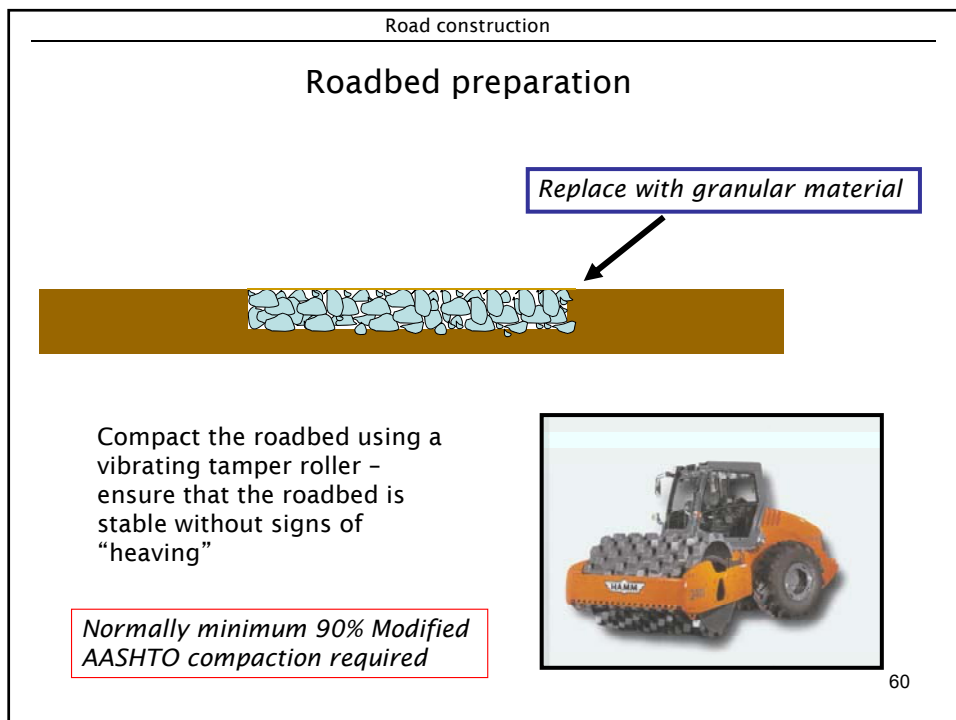 Road construction
Roadbed preparation
Replace with granular material
Compact the roadbed using a
vibrating tamper roller –
ensure that the roadbed is
stable without signs of
“heaving”
HAMM
Normally minimum 90% Modified
AASHTO compaction required
60